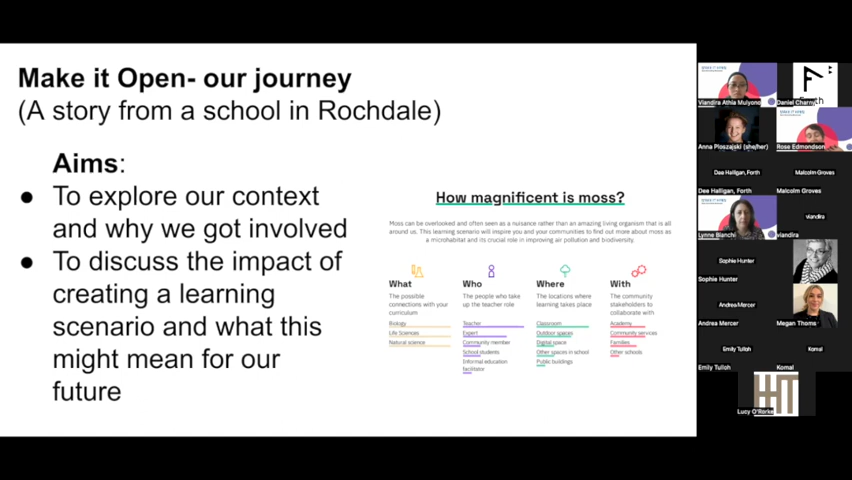 Make it Open- our journey
(A story from a school in Rochdale)
Aims:
● To explore our context
and why we got involved
● To discuss the impact of
creating a learning
scenario and what this
might mean for our
future
How magnificent is moss?
Moss can be overlooked and often seen as a nuisance rather than an amazing living organism that is all
around us. This learning scenario will inspire you and your communities to find out more about moss as
a microhabitat and its crucial role in improving air pollution and biodiversity.
What
The possible
connections with your
curriculum
Biology
Life Sciences
Natural science
Who
The people who take
up the teacher role
Teacher
Expert
Community member
School students
Informal education
facilitator
Where
The locations where
learning takes place
Classroom
Outdoor spaces
Digital space
Other spaces in school
Public buildings
With
The community
stakeholders to
collaborate with
Academy
Community services
Families
Other schools
Viandira Athia Mulyono
Daniel Charny
Anna Ploszajski (she/her)
Rose Edmondson
Dee Halligan, Forth
Dee Halligan, Forth
Malcolm Groves
Malcolm Groves
Lynne Bianchi
viandira
viandira
Sophie Hunter
Sophie Hunter
Andrea Mercer
Andrea Mercer
Megan Thoms
Emily Tulloh
Emily Tulloh
Komal
Komal
Lucy O'Rorke